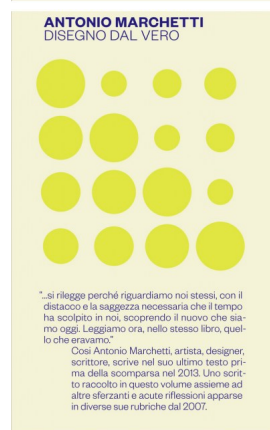 ANTONIO MARCHETTI
DISEGNO DAL VERO
"...si rilegge perché riguardiamo noi stessi, con il
distacco e la saggezza necessaria che il tempo
ha scolpito in noi, scoprendo il nuovo che sia-
mo oggi. Leggiamo ora, nello stesso libro, quel-
lo che eravamo."
Così Antonio Marchetti, artista, designer,
scrittore, scrive nel suo ultimo testo pri-
ma della scomparsa nel 2013. Uno scrit-
to raccolto in questo volume assieme ad
altre sferzanti e acute riflessioni apparse
in diverse sue rubriche dal 2007.